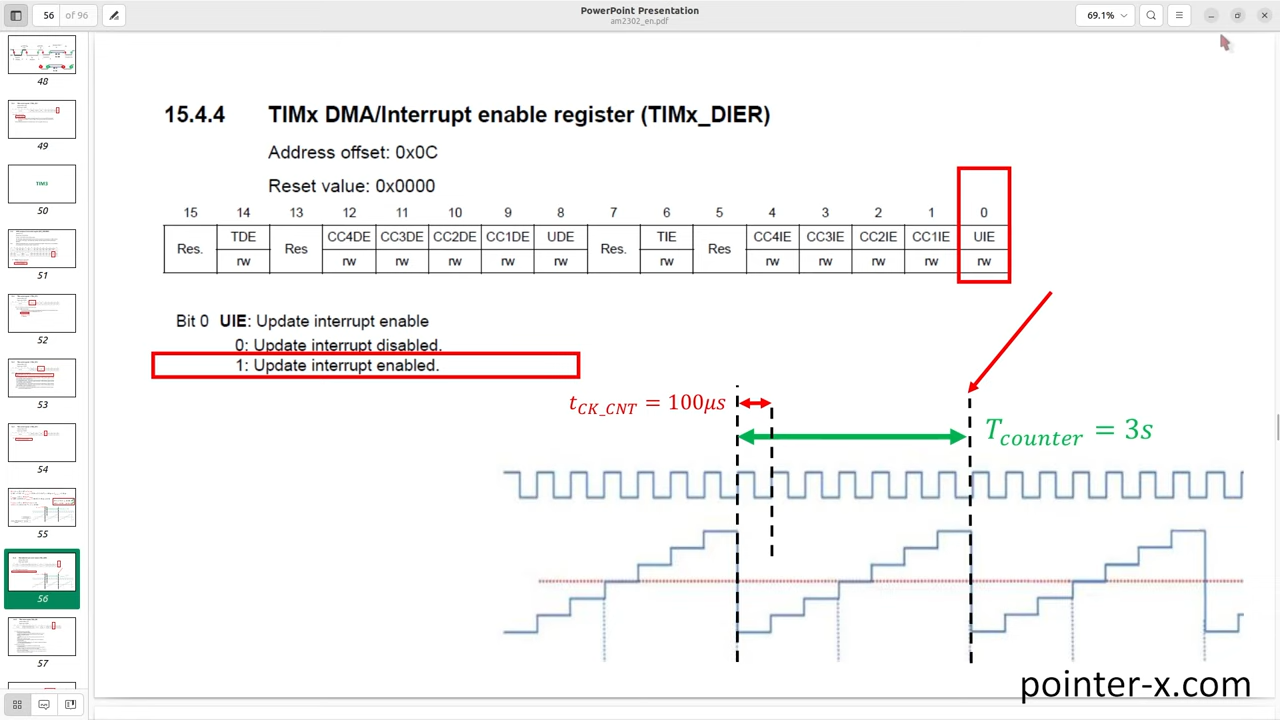 PowerPoint Presentation
am2302_en.pdf
56 of 96
69.1%
48
49
TIM3
50
51
52
53
54
55
56
57
15.4.4 TIMx DMA/Interrupt enable register (TIMx_DIER)
Address offset: 0x0C
Reset value: 0x0000
15 14 13 12 11 10 9 8 7 6 5 4 3 2 1 0
Res. TDE Res CC4DE CC3DE CC2DE CC1DE UDE Res. TIE Res CC4IE CC3IE CC2IE CC1IE UIE
rw rw rw rw rw rw rw rw rw rw rw rw
Bit 0 UIE: Update interrupt enable
0: Update interrupt disabled.
1: Update interrupt enabled.
tCK_CNT = 100μs
Tcounter = 3s
pointer-x.com